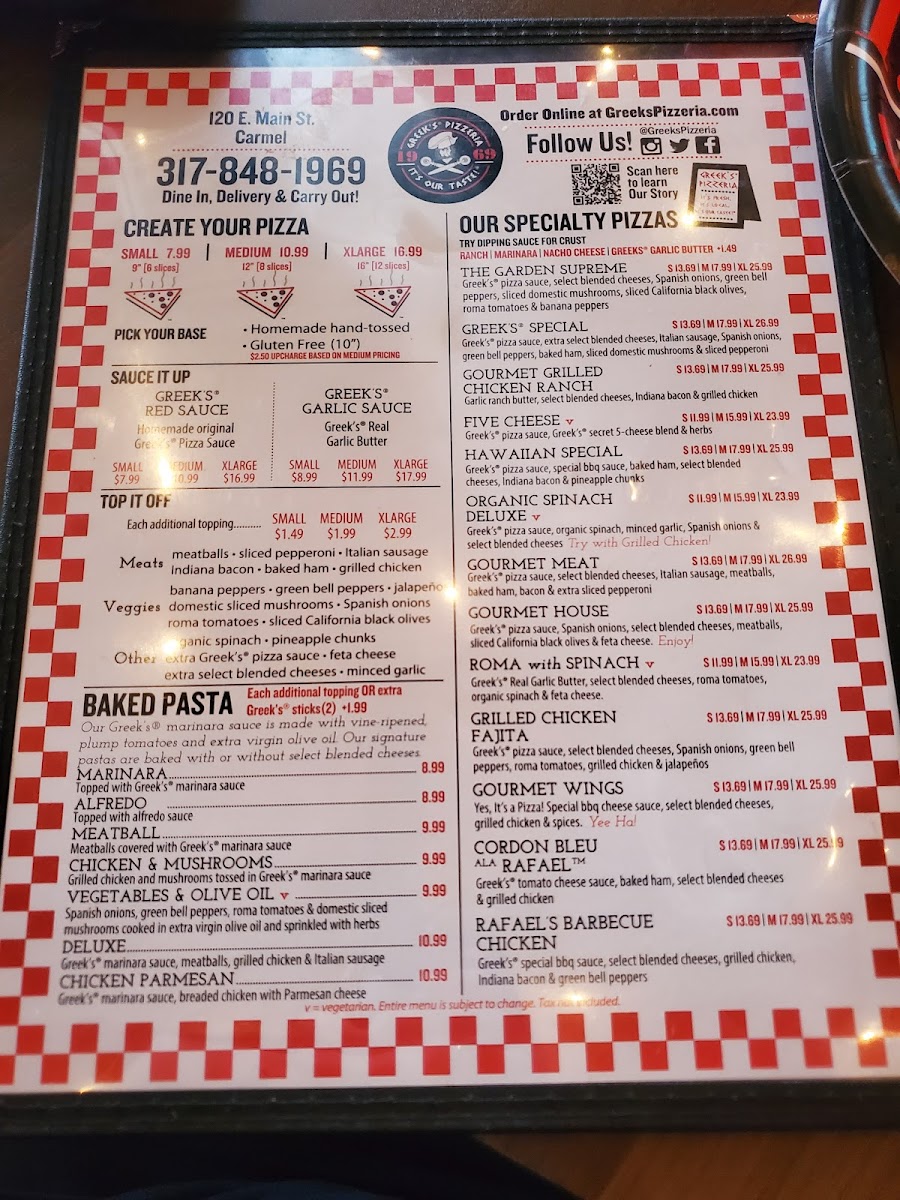 120 E. Main St.
Carmel
317-848-1969
Dine In, Delivery & Carry Out!
GREEK'S® PIZZERIA
1969
IT'S OUR TASTE!
Order Online at GreeksPizzeria.com
Follow Us!
@GreeksPizzeria
Scan here
to learn
Our Story
GREEK'S
PIZZERIA
CREATE YOUR PIZZA
SMALL 7.99 | MEDIUM 10.99 | XLARGE 16.99
9" [6 slices] 12" [8 slices] 16" [12 slices]
PICK YOUR BASE
• Homemade hand-tossed
• Gluten Free (10")
$2.50 UPCHARGE BASED ON MEDIUM PRICING
SAUCE IT UP
GREEK'S®
RED SAUCE
Homemade original
Greek's® Pizza Sauce
SMALL MEDIUM XLARGE
$7.99 $10.99 $16.99
GREEK'S®
GARLIC SAUCE
Greek's® Real
Garlic Butter
SMALL MEDIUM XLARGE
$8.99 $11.99 $17.99
TOP IT OFF
Each additional topping..........
SMALL MEDIUM XLARGE
$1.49 $1.99 $2.99
Meats
meatballs • sliced pepperoni • Italian sausage
Indiana bacon • baked ham • grilled chicken
Veggies
banana peppers • green bell peppers • jalapeño
domestic sliced mushrooms • Spanish onions
roma tomatoes • sliced California black olives
organic spinach • pineapple chunks
Other
extra Greek's® pizza sauce • feta cheese
extra select blended cheeses • minced garlic
BAKED PASTA
Each additional topping OR extra
Greek's® sticks(2) +1.99
Our Greek's® marinara sauce is made with vine-ripened,
plump tomatoes and extra virgin olive oil. Our signature
pastas are baked with or without select blended cheeses.
MARINARA 8.99
Topped with Greek's® marinara sauce
ALFREDO 8.99
Topped with alfredo sauce
MEATBALL 9.99
Meatballs covered with Greek's® marinara sauce
CHICKEN & MUSHROOMS 9.99
Grilled chicken and mushrooms tossed in Greek's® marinara sauce
VEGETABLES & OLIVE OIL v 9.99
Spanish onions, green bell peppers, roma tomatoes & domestic sliced
mushrooms cooked in extra virgin olive oil and sprinkled with herbs
DELUXE 10.99
Greek's® marinara sauce, meatballs, grilled chicken & Italian sausage
CHICKEN PARMESAN 10.99
Greek's® marinara sauce, breaded chicken with Parmesan cheese
OUR SPECIALTY PIZZAS
TRY DIPPING SAUCE FOR CRUST
RANCH | MARINARA | NACHO CHEESE | GREEKS® GARLIC BUTTER +1.49
THE GARDEN SUPREME S 13.69 | M 17.99 | XL 25.99
Greek's® pizza sauce, select blended cheeses, Spanish onions, green bell
peppers, sliced domestic mushrooms, sliced California black olives,
roma tomatoes & banana peppers
GREEK'S® SPECIAL S 13.69 | M 17.99 | XL 26.99
Greek's® pizza sauce, extra select blended cheeses, Italian sausage, Spanish onions,
green bell peppers, baked ham, sliced domestic mushrooms & sliced pepperoni
GOURMET GRILLED S 13.69 | M 17.99 | XL 25.99
CHICKEN RANCH
Garlic ranch butter, select blended cheeses, Indiana bacon & grilled chicken
FIVE CHEESE v S 11.99 | M 15.99 | XL 23.99
Greek's® pizza sauce, Greek's® secret 5-cheese blend & herbs
HAWAIIAN SPECIAL S 13.69 | M 17.99 | XL 25.99
Greek's® pizza sauce, special bbq sauce, baked ham, select blended
cheeses, Indiana bacon & pineapple chunks
ORGANIC SPINACH S 11.99 | M 15.99 | XL 23.99
DELUXE v
Greek's® pizza sauce, organic spinach, minced garlic, Spanish onions &
select blended cheeses Try with Grilled Chicken!
GOURMET MEAT S 13.69 | M 17.99 | XL 26.99
Greek's® pizza sauce, select blended cheeses, Italian sausage, meatballs,
baked ham, bacon & extra sliced pepperoni
GOURMET HOUSE S 13.69 | M 17.99 | XL 25.99
Greek's® pizza sauce, Spanish onions, select blended cheeses, meatballs,
sliced California black olives & feta cheese. Enjoy!
ROMA with SPINACH v S 11.99 | M 15.99 | XL 23.99
Greek's® Real Garlic Butter, select blended cheeses, roma tomatoes,
organic spinach & feta cheese.
GRILLED CHICKEN S 13.69 | M 17.99 | XL 25.99
FAJITA
Greek's® pizza sauce, select blended cheeses, Spanish onions, green bell
peppers, roma tomatoes, grilled chicken & jalapeños
GOURMET WINGS S 13.69 | M 17.99 | XL 25.99
Yes, It's a Pizza! Special bbq cheese sauce, select blended cheeses,
grilled chicken & spices. Yee Ha!
CORDON BLEU S 13.69 | M 17.99 | XL 25.99
ALA RAFAEL™
Greek's® tomato cheese sauce, baked ham, select blended cheeses
& grilled chicken
RAFAEL'S BARBECUE S 13.69 | M 17.99 | XL 25.99
CHICKEN
Greek's® special bbq sauce, select blended cheeses, grilled chicken,
Indiana bacon & green bell peppers
v = vegetarian. Entire menu is subject to change. Tax not included.